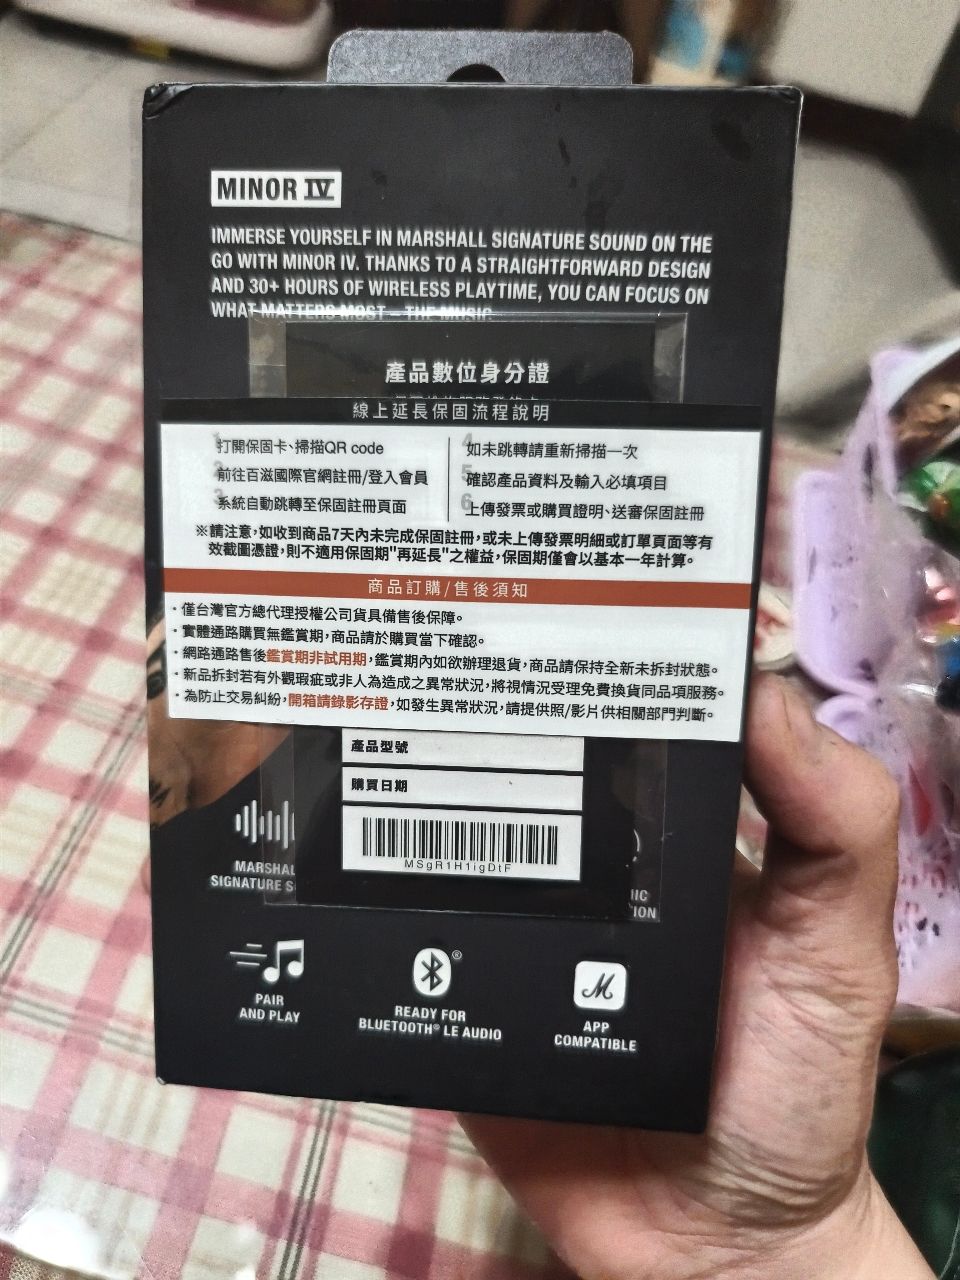 MINOR IV
IMMERSE YOURSELF IN MARSHALL SIGNATURE SOUND ON THE
GO WITH MINOR IV. THANKS TO A STRAIGHTFORWARD DESIGN
AND 30+ HOURS OF WIRELESS PLAYTIME, YOU CAN FOCUS ON
WHAT MATTERS MOST – THE MUSIC.
產品數位身分證
線上延長保固流程說明
1 打開保固卡、掃描QR code
2 前往百滋國際官網註冊/登入會員
3 系統自動跳轉至保固註冊頁面
4 如未跳轉請重新掃描一次
5 確認產品資料及輸入必填項目
6 上傳發票或購買證明、送審保固註冊
※請注意,如收到商品7天內未完成保固註冊,或未上傳發票明細或訂單頁面等有
效截圖憑證,則不適用保固期"再延長"之權益,保固期僅會以基本一年計算。
商品訂購/售後須知
·僅台灣官方總代理授權公司貨具備售後保障。
·實體通路購買無鑑賞期,商品請於購買當下確認。
·網路通路售後鑑賞期非試用期,鑑賞期內如欲辦理退貨,商品請保持全新未拆封狀態。
·新品拆封若有外觀瑕疵或非人為造成之異常狀況,將視情況受理免費換貨同品項服務。
·為防止交易糾紛,開箱請錄影存證,如發生異常狀況,請提供照/影片供相關部門判斷。
產品型號
購買日期
MSgR1H1igDtF
MARSHAL
SIGNATURE S
IC
ION
PAIR
AND PLAY
READY FOR
BLUETOOTH® LE AUDIO
APP
COMPATIBLE